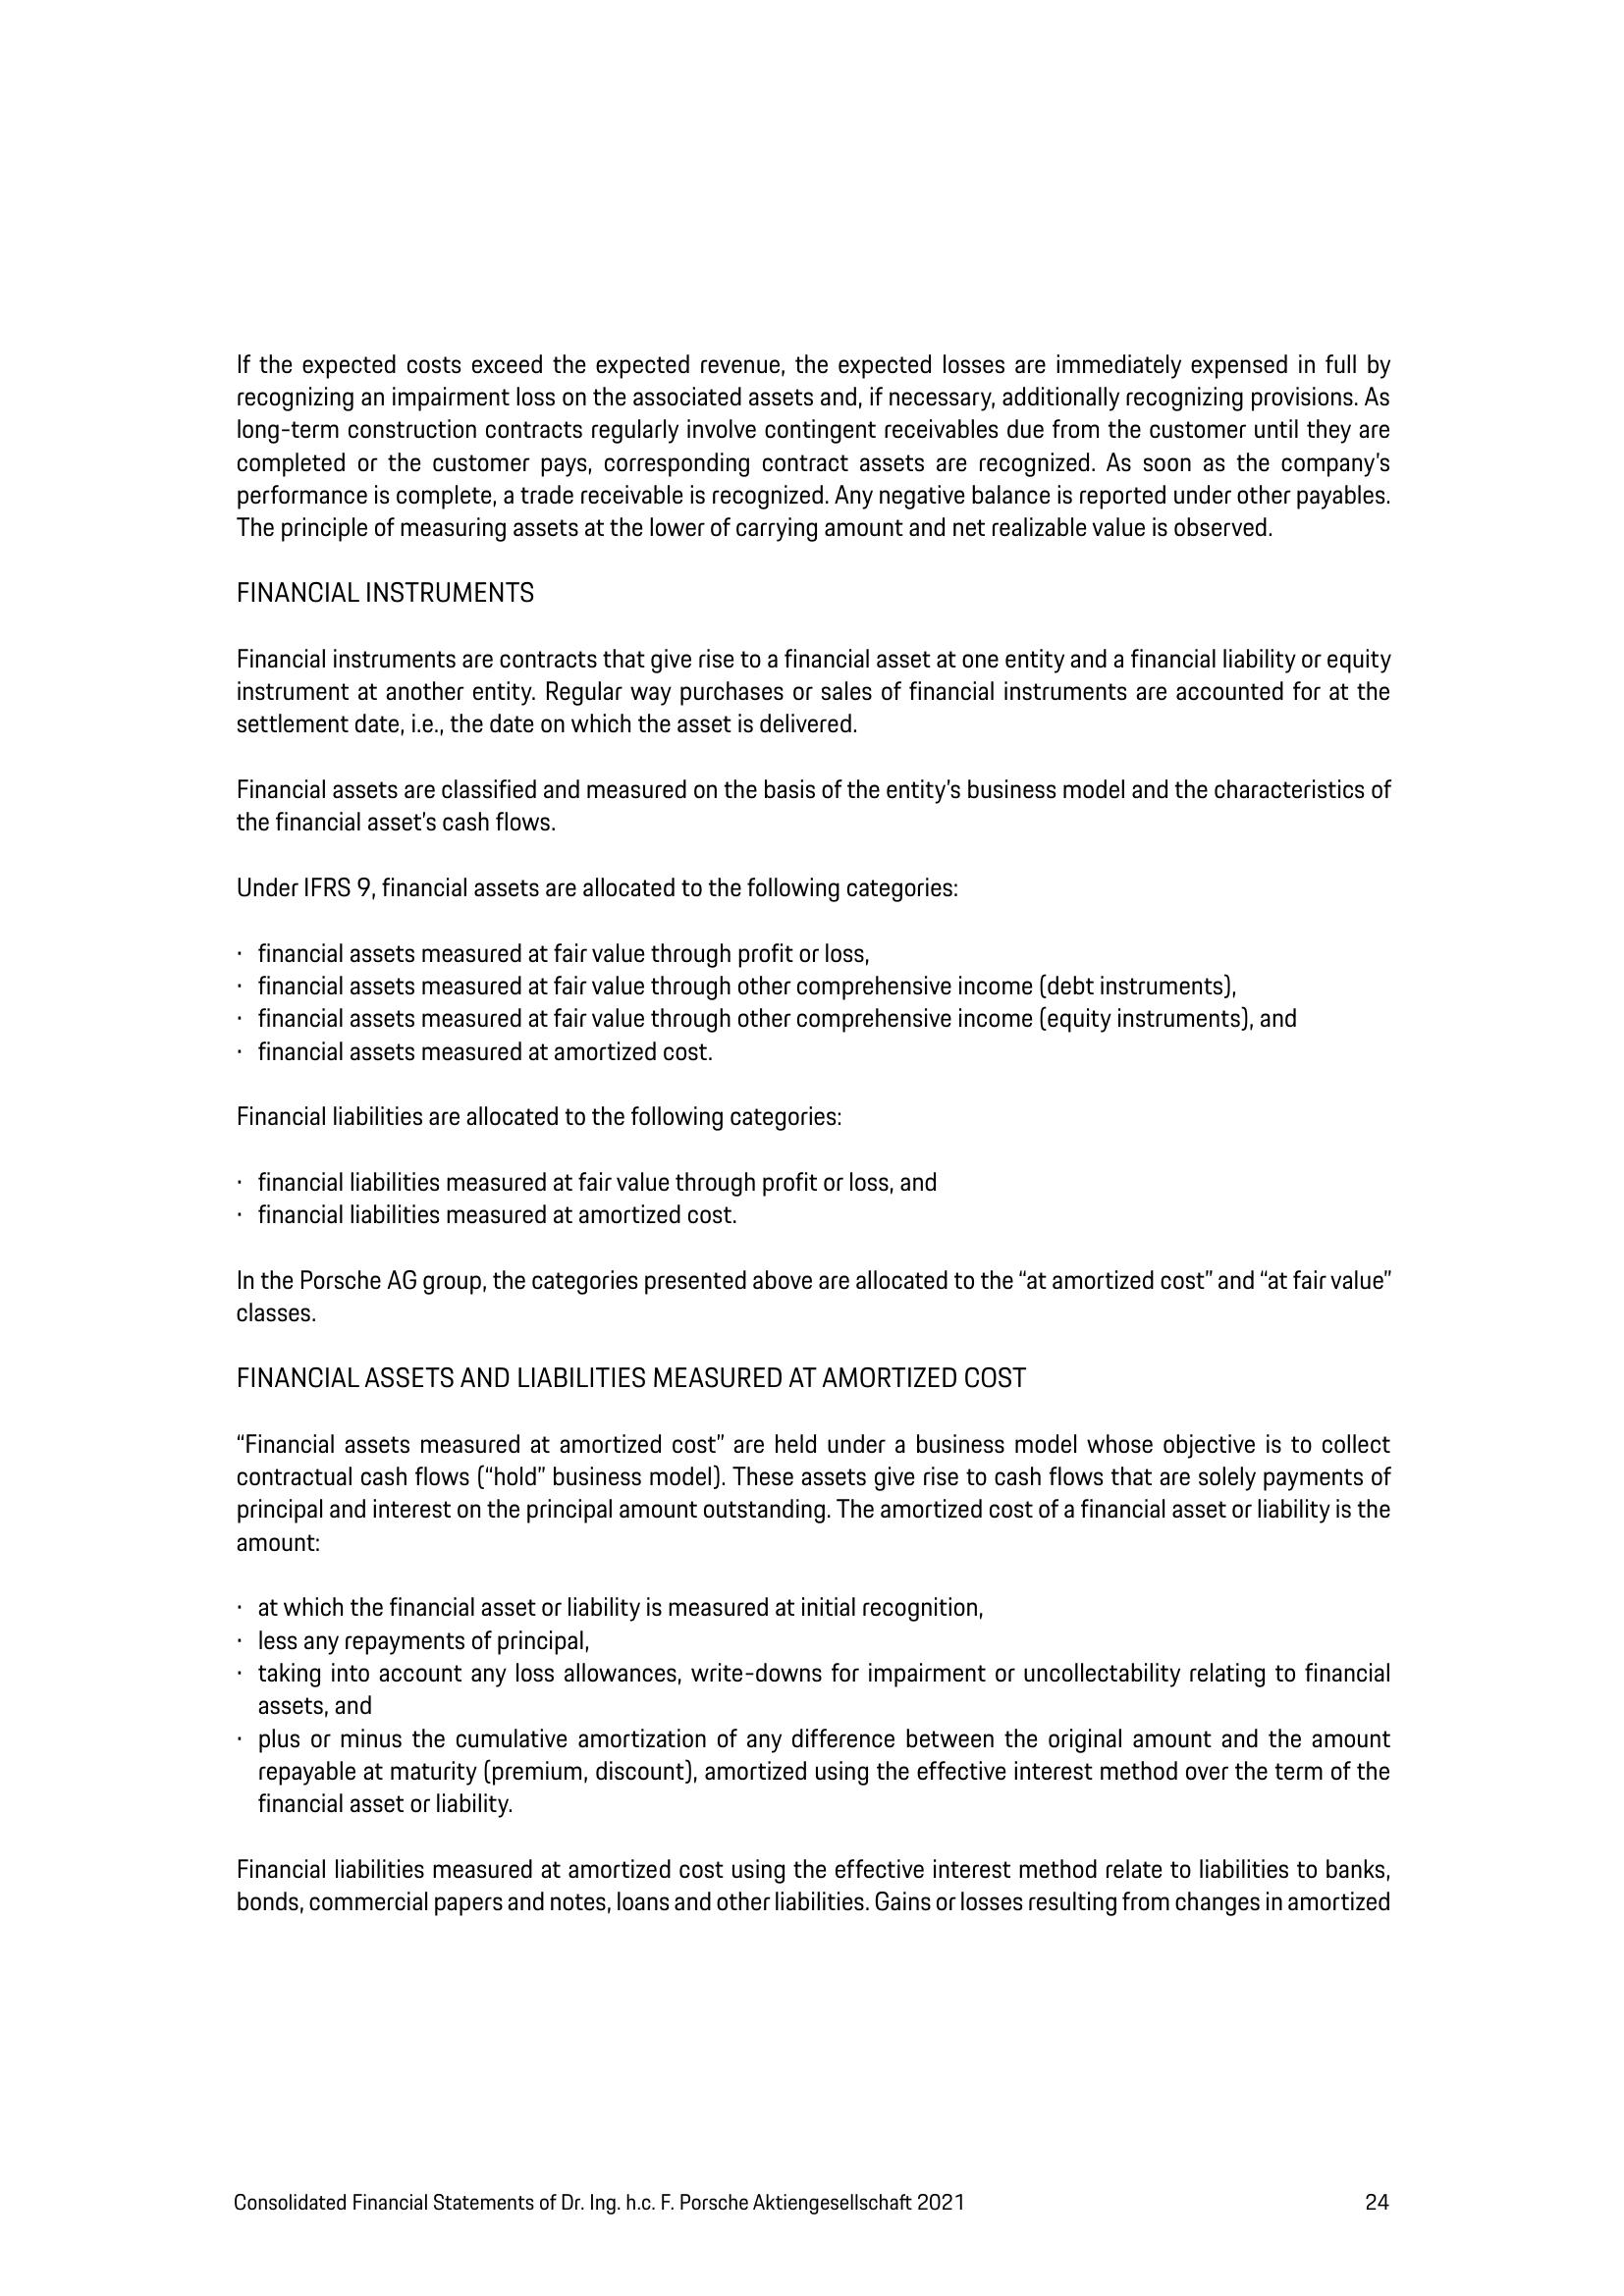 If the expected costs exceed the expected revenue, the expected losses are immediately expensed in full by
recognizing an impairment loss on the associated assets and, if necessary, additionally recognizing provisions. As
long-term construction contracts regularly involve contingent receivables due from the customer until they are
completed or the customer pays, corresponding contract assets are recognized. As soon as the company’s
performance is complete, a trade receivable is recognized. Any negative balance is reported under other payables.
The principle of measuring assets at the lower of carrying amount and net realizable value is observed.
FINANCIAL INSTRUMENTS
Financial instruments are contracts that give rise to a financial asset at one entity and a financial liability or equity
instrument at another entity. Regular way purchases or sales of financial instruments are accounted for at the
settlement date, i.e., the date on which the asset is delivered.
Financial assets are classified and measured on the basis of the entity’s business model and the characteristics of
the financial asset’s cash flows.
Under IFRS 9, financial assets are allocated to the following categories:
· financial assets measured at fair value through profit or loss,
· financial assets measured at fair value through other comprehensive income (debt instruments),
· financial assets measured at fair value through other comprehensive income (equity instruments), and
· financial assets measured at amortized cost.
Financial liabilities are allocated to the following categories:
· financial liabilities measured at fair value through profit or loss, and
· financial liabilities measured at amortized cost.
In the Porsche AG group, the categories presented above are allocated to the “at amortized cost” and “at fair value”
classes.
FINANCIAL ASSETS AND LIABILITIES MEASURED AT AMORTIZED COST
“Financial assets measured at amortized cost” are held under a business model whose objective is to collect
contractual cash flows (“hold” business model). These assets give rise to cash flows that are solely payments of
principal and interest on the principal amount outstanding. The amortized cost of a financial asset or liability is the
amount:
· at which the financial asset or liability is measured at initial recognition,
· less any repayments of principal,
· taking into account any loss allowances, write-downs for impairment or uncollectability relating to financial
assets, and
· plus or minus the cumulative amortization of any difference between the original amount and the amount
repayable at maturity (premium, discount), amortized using the effective interest method over the term of the
financial asset or liability.
Financial liabilities measured at amortized cost using the effective interest method relate to liabilities to banks,
bonds, commercial papers and notes, loans and other liabilities. Gains or losses resulting from changes in amortized
Consolidated Financial Statements of Dr. Ing. h.c. F. Porsche Aktiengesellschaft 2021 24